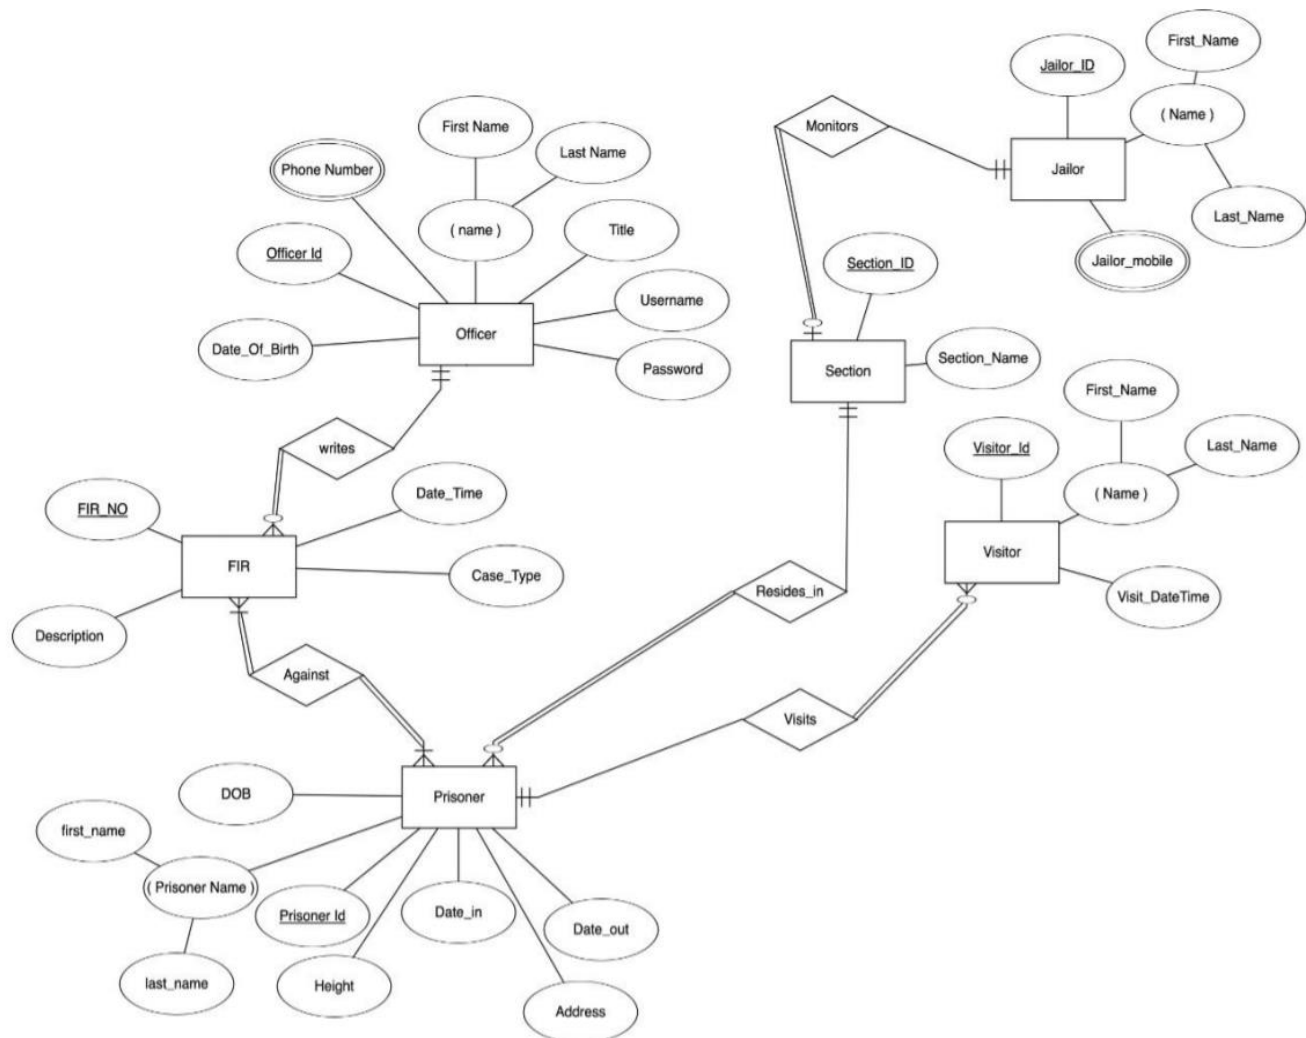 First_Name
Jailor_ID
( Name )
Monitors
Jailor
Last_Name
Jailor_mobile
First Name
Last Name
Phone Number
( name )
Title
Officer Id
Username
Officer
Date_Of_Birth
Password
Section_ID
Section
Section_Name
writes
First_Name
Last_Name
Visitor_Id
( Name )
Visitor
Visit_DateTime
FIR_NO
Date_Time
FIR
Case_Type
Description
Resides_in
Against
Visits
DOB
Prisoner
first_name
( Prisoner Name )
Prisoner Id
Date_in
Date_out
last_name
Height
Address